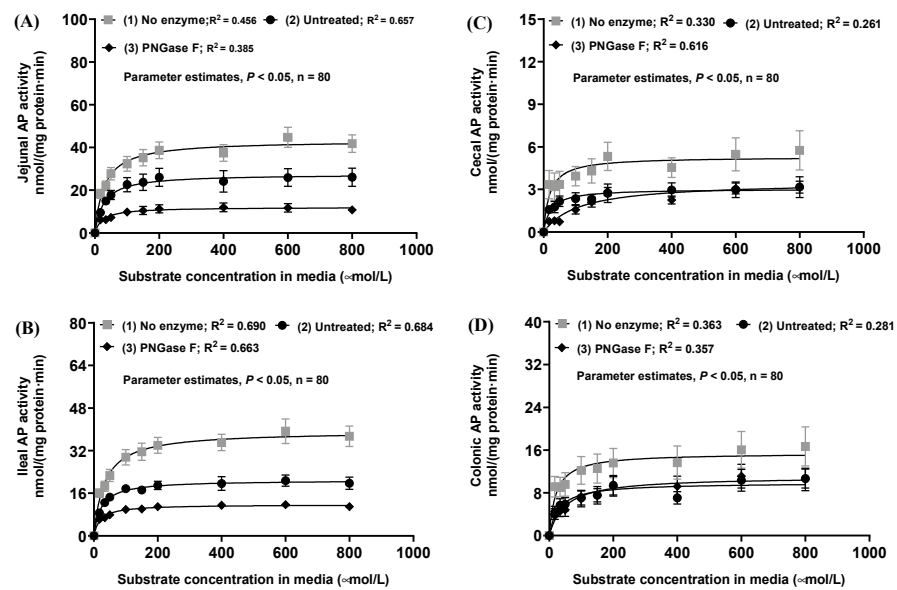 (A)
(1) No enzyme;R² = 0.456 (2) Untreated; R² = 0.657
(3) PNGase F; R² = 0.385
Parameter estimates, P < 0.05, n = 80
Jejunal AP activity
nmol/(mg protein·min)
100
80
60
40
20
0
0 200 400 600 800 1000
Substrate concentration in media (∝mol/L)
(C)
(1) No enzyme; R² = 0.330 (2) Untreated; R² = 0.261
(3) PNGase F; R² = 0.616
Parameter estimates, P < 0.05, n = 80
Cecal AP activity
nmol/(mg protein·min)
15
12
9
6
3
0
0 200 400 600 800 1000
Substrate concentration in media (∝mol/L)
(B)
(1) No enzyme; R² = 0.690 (2) Untreated; R² = 0.684
(3) PNGase F; R² = 0.663
Parameter estimates, P < 0.05, n = 80
Ileal AP activity
nmol/(mg protein·min)
80
64
48
32
16
0
0 200 400 600 800 1000
Substrate concentration in media (∝mol/L)
(D)
(1) No enzyme; R² = 0.363 (2) Untreated; R² = 0.281
(3) PNGase F; R² = 0.357
Parameter estimates, P < 0.05, n = 80
Colonic AP activity
nmol/(mg protein·min)
40
32
24
16
8
0
0 200 400 600 800 1000
Substrate concentration in media (∝mol/L)